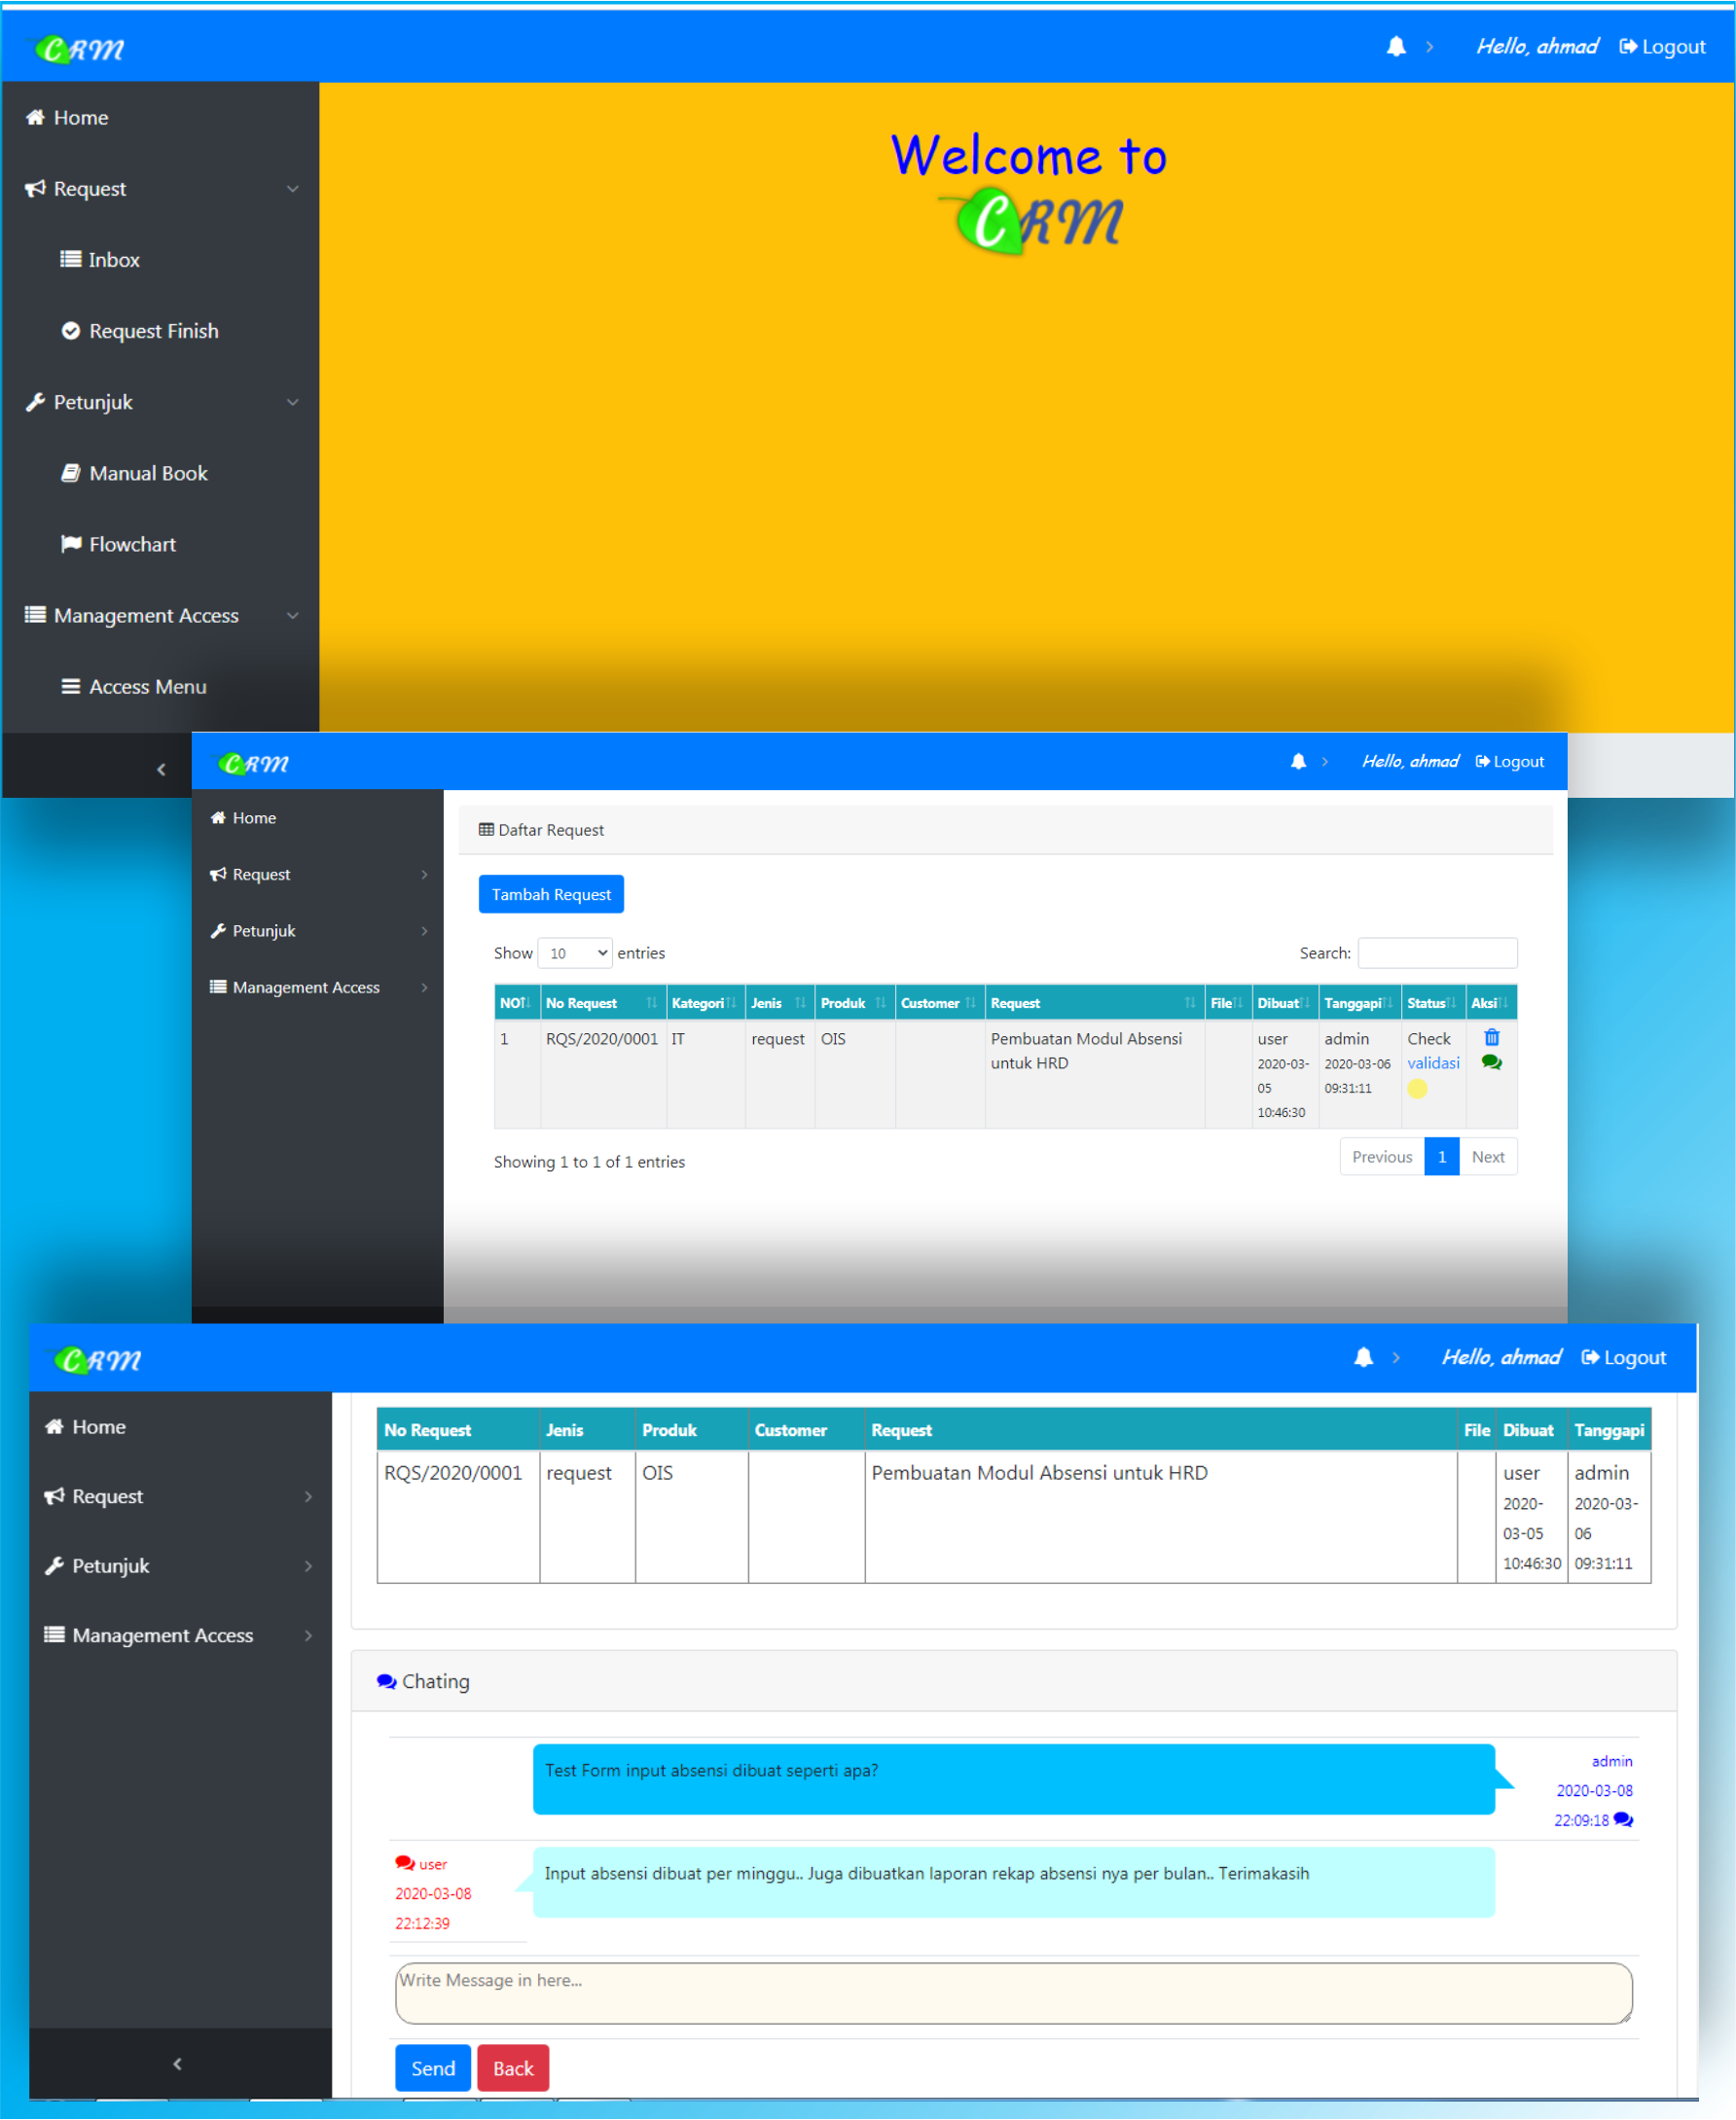 CRM
Hello, ahmad Logout
Home
Request
Inbox
Request Finish
Petunjuk
Manual Book
Flowchart
Management Access
Access Menu
Welcome to
CRM
CRM
Hello, ahmad Logout
Home
Request
Petunjuk
Management Access
Daftar Request
Tambah Request
Show 10 entries
Search:
NO No Request Kategori Jenis Produk Customer Request File Dibuat Tanggapi Status Aksi
1 RQS/2020/0001 IT request OIS Pembuatan Modul Absensi user admin Check
untuk HRD 2020-03- 2020-03-06 validasi
05 09:31:11
10:46:30
Showing 1 to 1 of 1 entries
Previous 1 Next
CRM
Hello, ahmad Logout
Home
Request
Petunjuk
Management Access
No Request Jenis Produk Customer Request File Dibuat Tanggapi
RQS/2020/0001 request OIS Pembuatan Modul Absensi untuk HRD user admin
2020- 2020-03-
03-05 06
10:46:30 09:31:11
Chating
Test Form input absensi dibuat seperti apa?
admin
2020-03-08
22:09:18
user
2020-03-08
22:12:39
Input absensi dibuat per minggu.. Juga dibuatkan laporan rekap absensi nya per bulan.. Terimakasih
Write Message in here...
Send Back